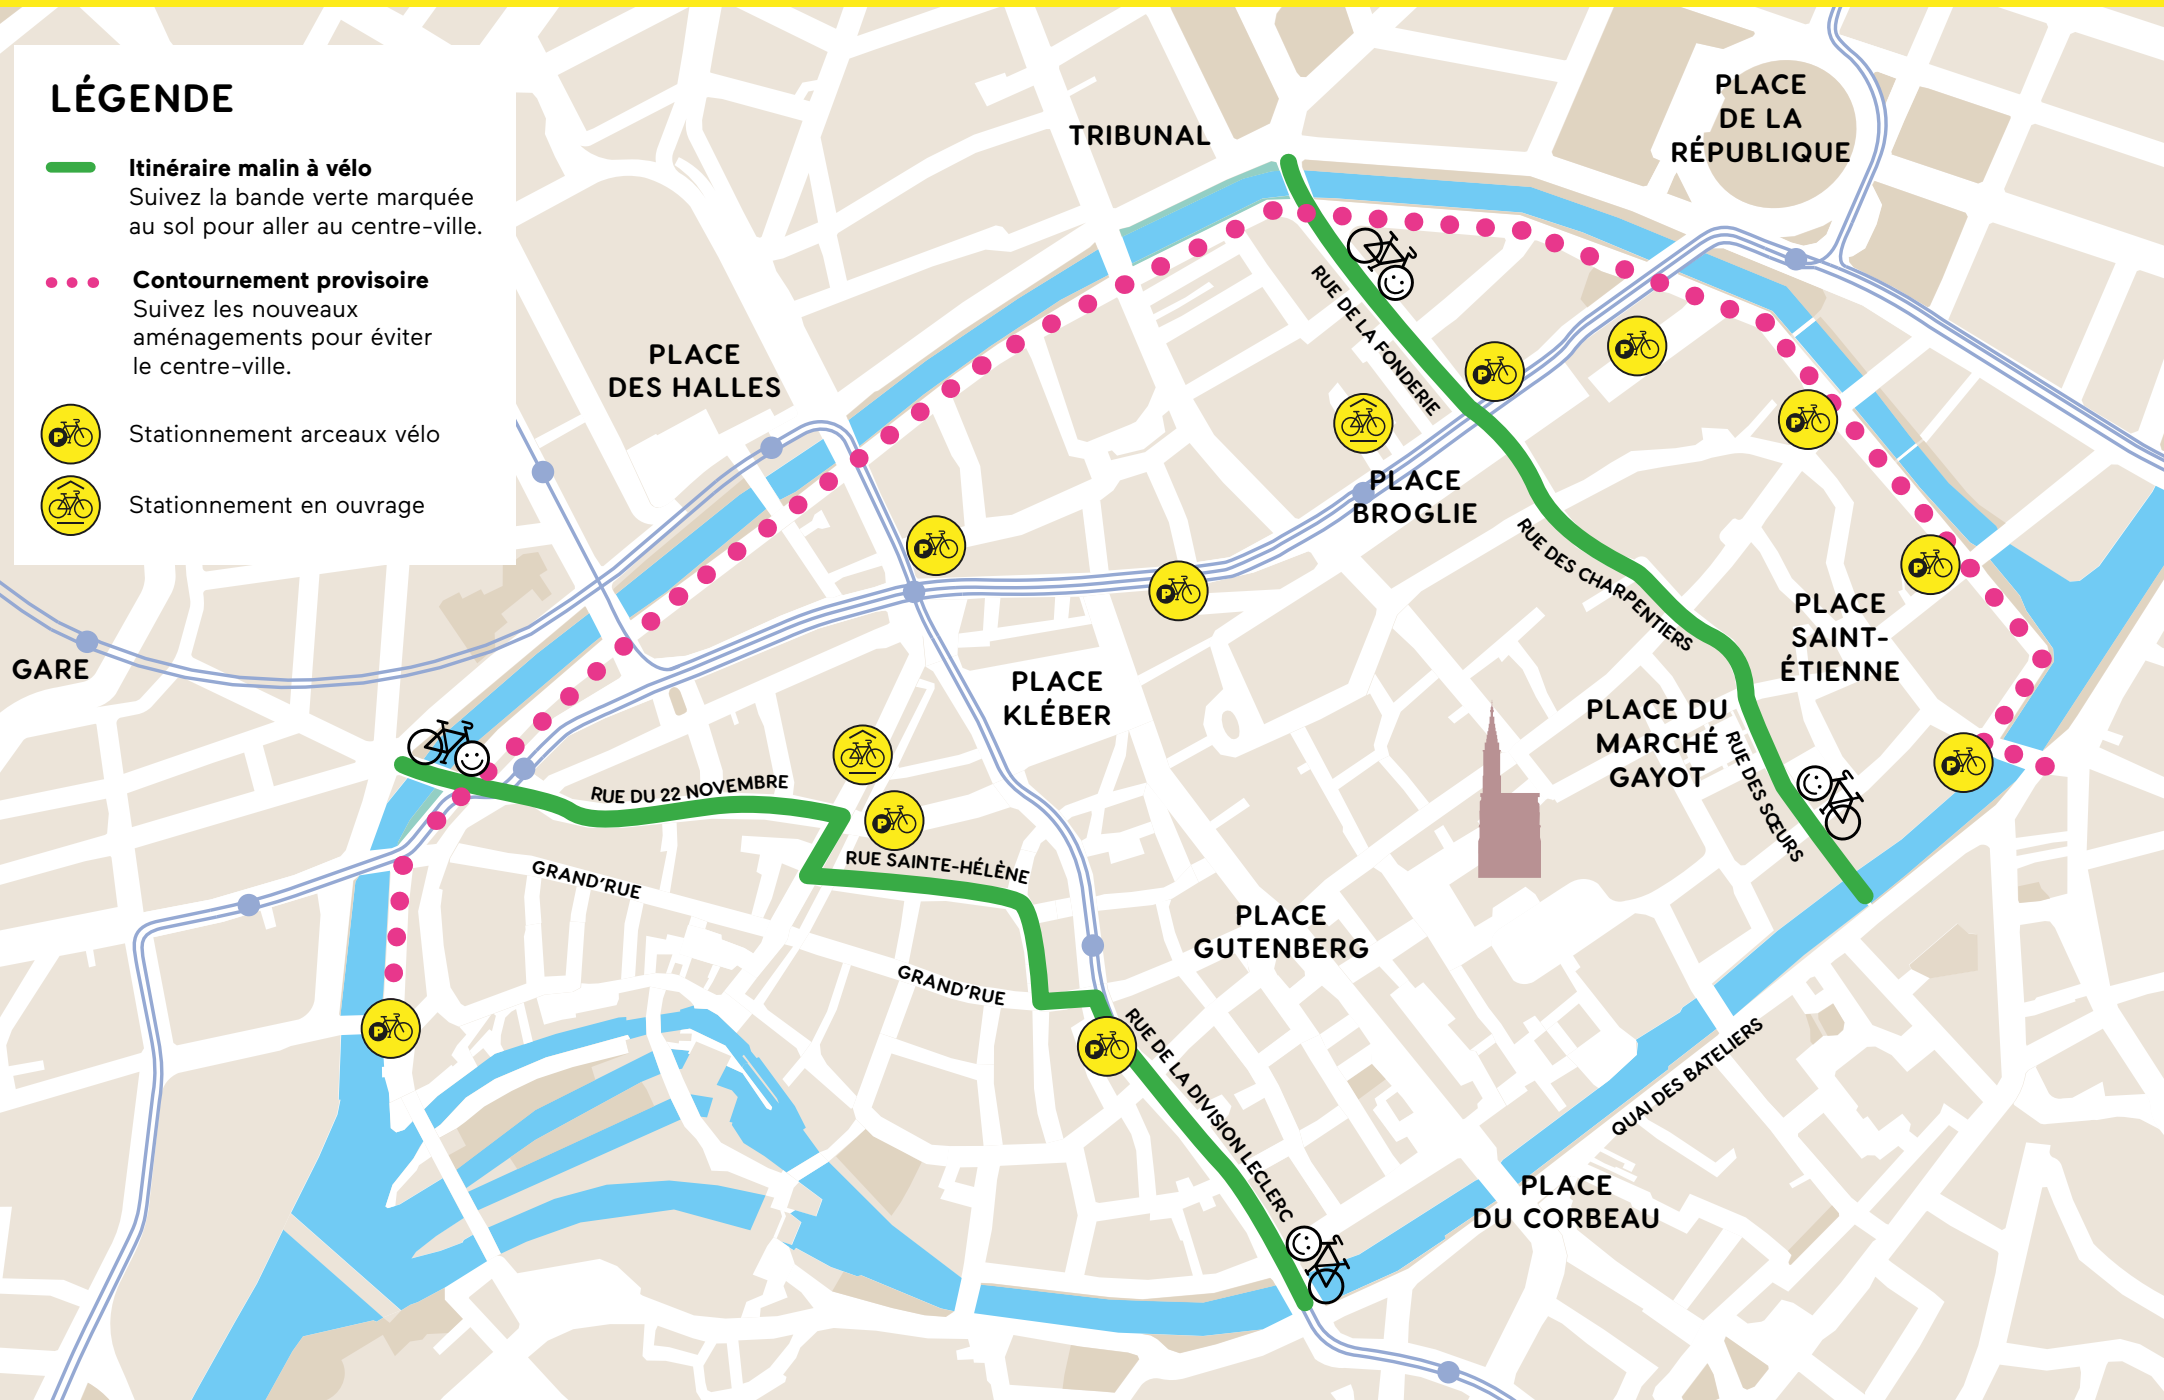 LÉGENDE
Itinéraire malin à vélo
Suivez la bande verte marquée
au sol pour aller au centre-ville.
Contournement provisoire
Suivez les nouveaux
aménagements pour éviter
le centre-ville.
P
Stationnement arceaux vélo
Stationnement en ouvrage
PLACE
DE LA
RÉPUBLIQUE
TRIBUNAL
RUE DE LA FONDERIE
PLACE
DES HALLES
P
P
P
PLACE
BROGLIE
P
P
P
RUE DES CHARPENTIERS
PLACE
SAINT-
ÉTIENNE
GARE
PLACE
KLÉBER
PLACE DU
MARCHÉ
GAYOT
RUE DES SŒURS
P
RUE DU 22 NOVEMBRE
P
RUE SAINTE-HÉLÈNE
GRAND'RUE
PLACE
GUTENBERG
GRAND'RUE
P
P
RUE DE LA DIVISION LECLERC
QUAI DES BATELIERS
PLACE
DU CORBEAU